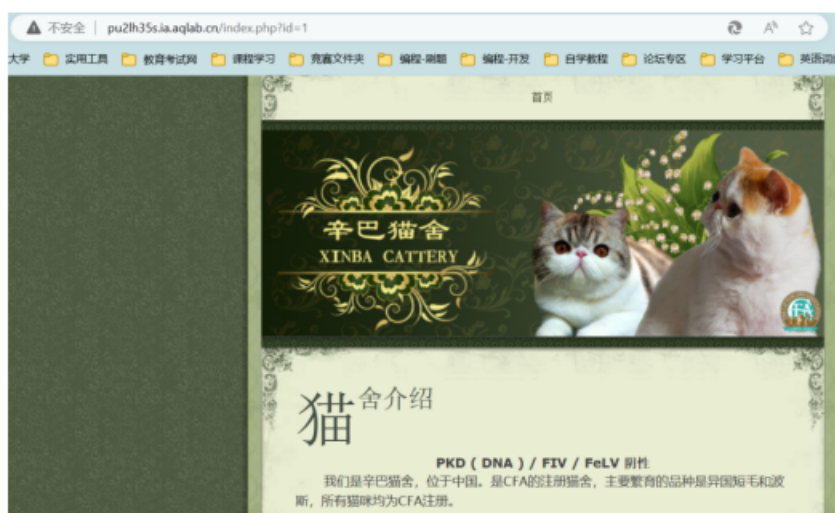 不安全 | pu2lh35s.ia.aqlab.cn/index.php?id=1
大学 实用工具 教育考试网 课程学习 竞赛文件夹 编程-刷题 编程-开发 自学教程 论坛专区 学习平台 英语词
首页
辛巴猫舍
XINBA CATTERY
猫舍介绍
PKD ( DNA ) / FIV / FeLV 阴性
我们是辛巴猫舍，位于中国。是CFA的注册猫舍，主要繁育的品种是异国短毛和波
斯，所有猫咪均为CFA注册。